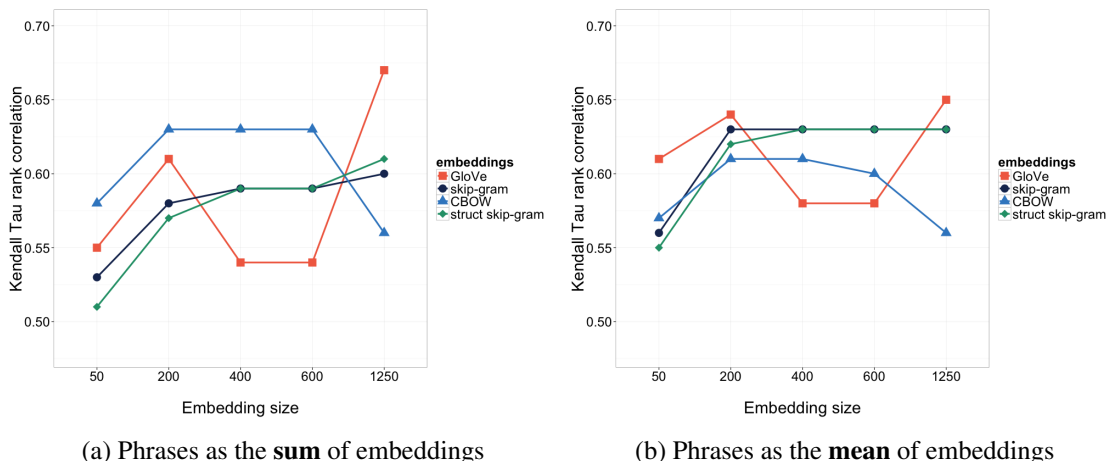 0.70
0.65
0.60
0.55
0.50
Kendall Tau rank correlation
50 200 400 600 1250
Embedding size
embeddings
GloVe
skip-gram
CBOW
struct skip-gram
(a) Phrases as the sum of embeddings
0.70
0.65
0.60
0.55
0.50
Kendall Tau rank correlation
50 200 400 600 1250
Embedding size
embeddings
GloVe
skip-gram
CBOW
struct skip-gram
(b) Phrases as the mean of embeddings